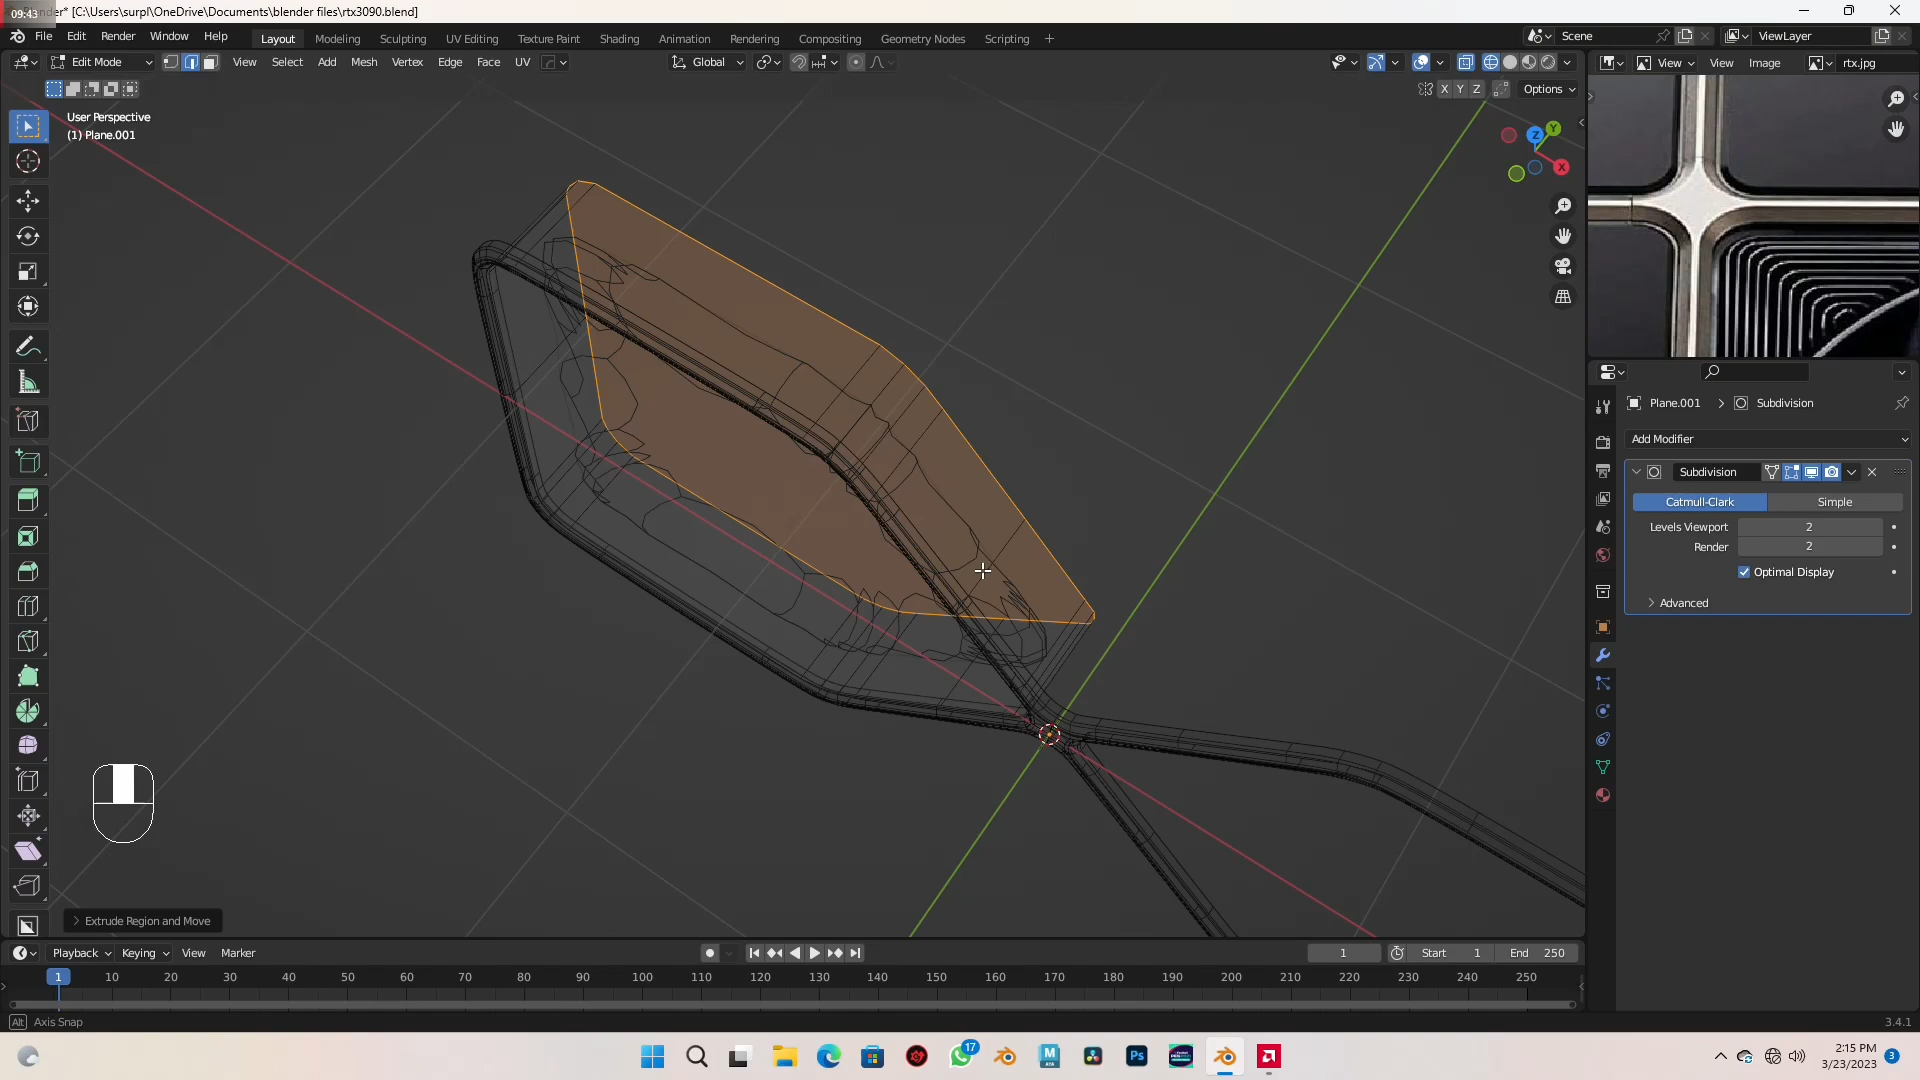 09:43
Blender* [C:\Users\surpl\OneDrive\Documents\blender files\rtx3090.blend]
File Edit Render Window Help
Layout Modeling Sculpting UV Editing Texture Paint Shading Animation Rendering Compositing Geometry Nodes Scripting +
Scene
ViewLayer
Edit Mode
View Select Add Mesh Vertex Edge Face UV
Global
View View Image rtx.jpg
X Y Z
Options
User Perspective
(1) Plane.001
Z
Y
X
Plane.001 > Subdivision
Add Modifier
Subdivision
Catmull-Clark Simple
Levels Viewport 2
Render 2
Optimal Display
Advanced
Extrude Region and Move
Playback Keying View Marker
1
Start 1
End 250
1 10 20 30 40 50 60 70 80 90 100 110 120 130 140 150 160 170 180 190 200 210 220 230 240 250
Alt Axis Snap
3.4.1
17
M
Ps
2:15 PM
3/23/2023
3